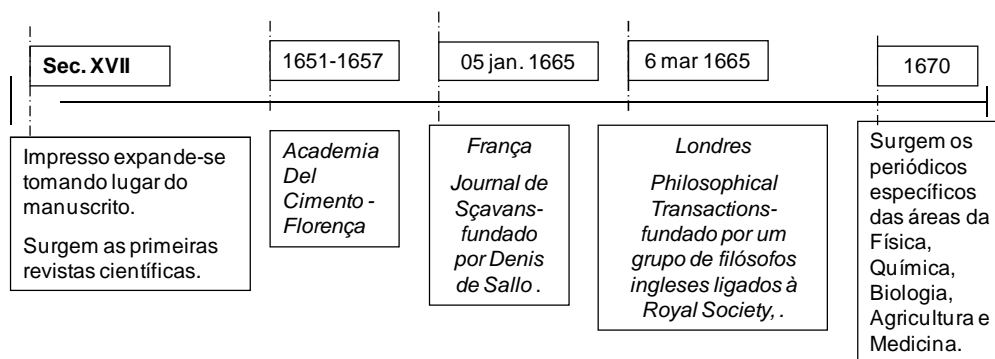 Sec. XVII
1651-1657
05 jan. 1665
6 mar 1665
1670
Impresso expande-se
tomando lugar do
manuscrito.
Surgem as primeiras
revistas científicas.
Academia
Del
Cimento -
Florença
França
Journal de
Sçavans-
fundado
por Denis
de Sallo .
Londres
Philosophical
Transactions-
fundado por um
grupo de filósofos
ingleses ligados à
Royal Society, .
Surgem os
periódicos
específicos
das áreas da
Física,
Química,
Biologia,
Agricultura e
Medicina.